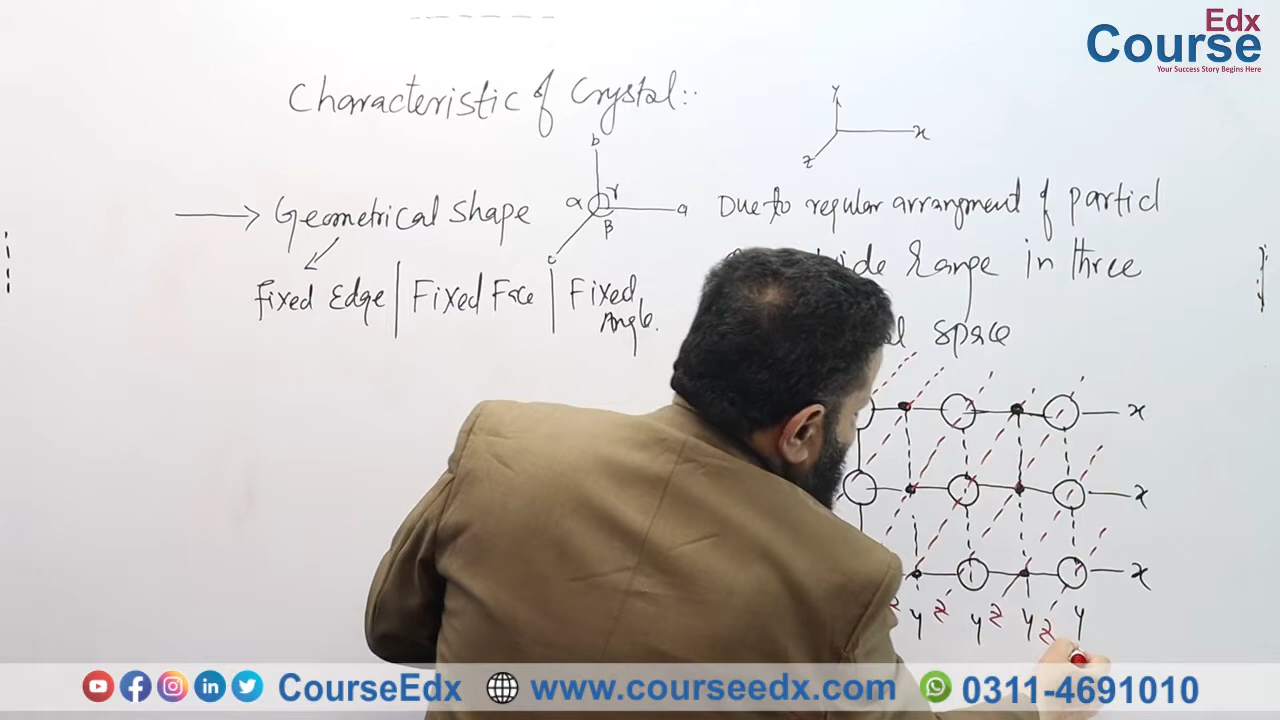 Edx
Course
Your Success Story Begins Here
Characteristic of Crystal::
Y
x
z
b
α γ
a
β
c
→ Geometrical shape
Due to regular arrangment of particl
Range in three
Fixed Edge | Fixed Face | Fixed Angle.
space
x
x
x
z y z y z y z y
CourseEdx www.courseedx.com 0311-4691010